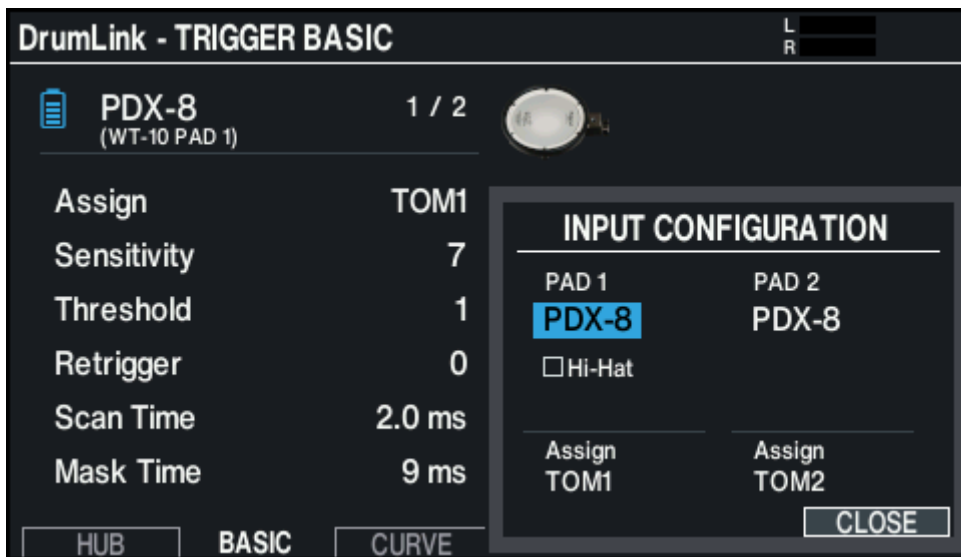 DrumLink - TRIGGER BASIC
L
R
PDX-8 1 / 2
(WT-10 PAD 1)
Assign TOM1
Sensitivity 7
Threshold 1
Retrigger 0
Scan Time 2.0 ms
Mask Time 9 ms
HUB BASIC CURVE
INPUT CONFIGURATION
PAD 1 PAD 2
PDX-8 PDX-8
Hi-Hat
Assign Assign
TOM1 TOM2
CLOSE